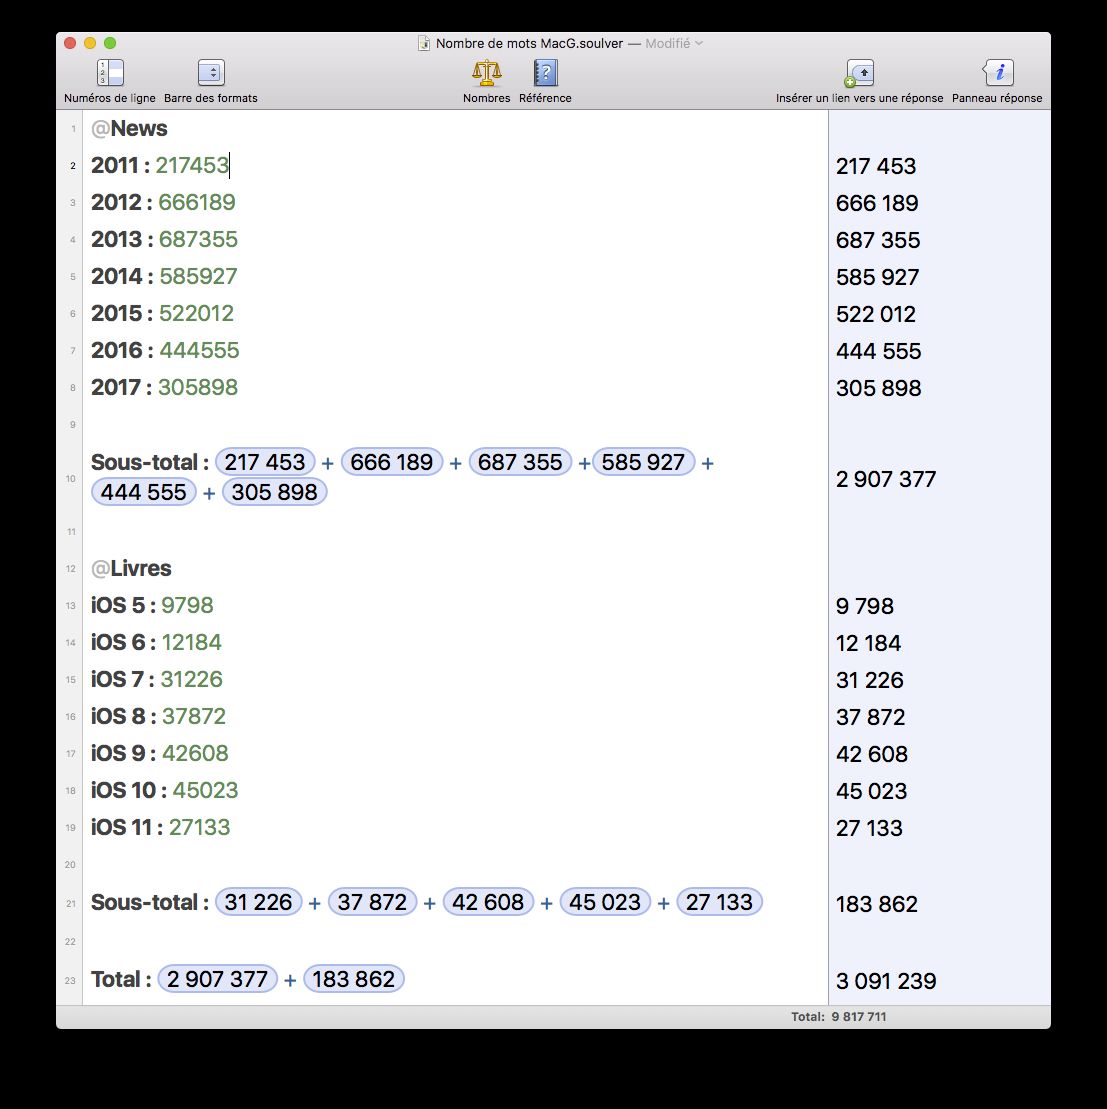 Nombre de mots MacG.soulver — Modifié
Numéros de ligne Barre des formats Nombres Référence Insérer un lien vers une réponse Panneau réponse
1 @News
2 2011 : 217453 217 453
3 2012 : 666189 666 189
4 2013 : 687355 687 355
5 2014 : 585927 585 927
6 2015 : 522012 522 012
7 2016 : 444555 444 555
8 2017 : 305898 305 898
9
10 Sous-total : 217 453 + 666 189 + 687 355 + 585 927 +
444 555 + 305 898 2 907 377
11
12 @Livres
13 iOS 5 : 9798 9 798
14 iOS 6 : 12184 12 184
15 iOS 7 : 31226 31 226
16 iOS 8 : 37872 37 872
17 iOS 9 : 42608 42 608
18 iOS 10 : 45023 45 023
19 iOS 11 : 27133 27 133
20
21 Sous-total : 31 226 + 37 872 + 42 608 + 45 023 + 27 133 183 862
22
23 Total : 2 907 377 + 183 862 3 091 239
Total: 9 817 711